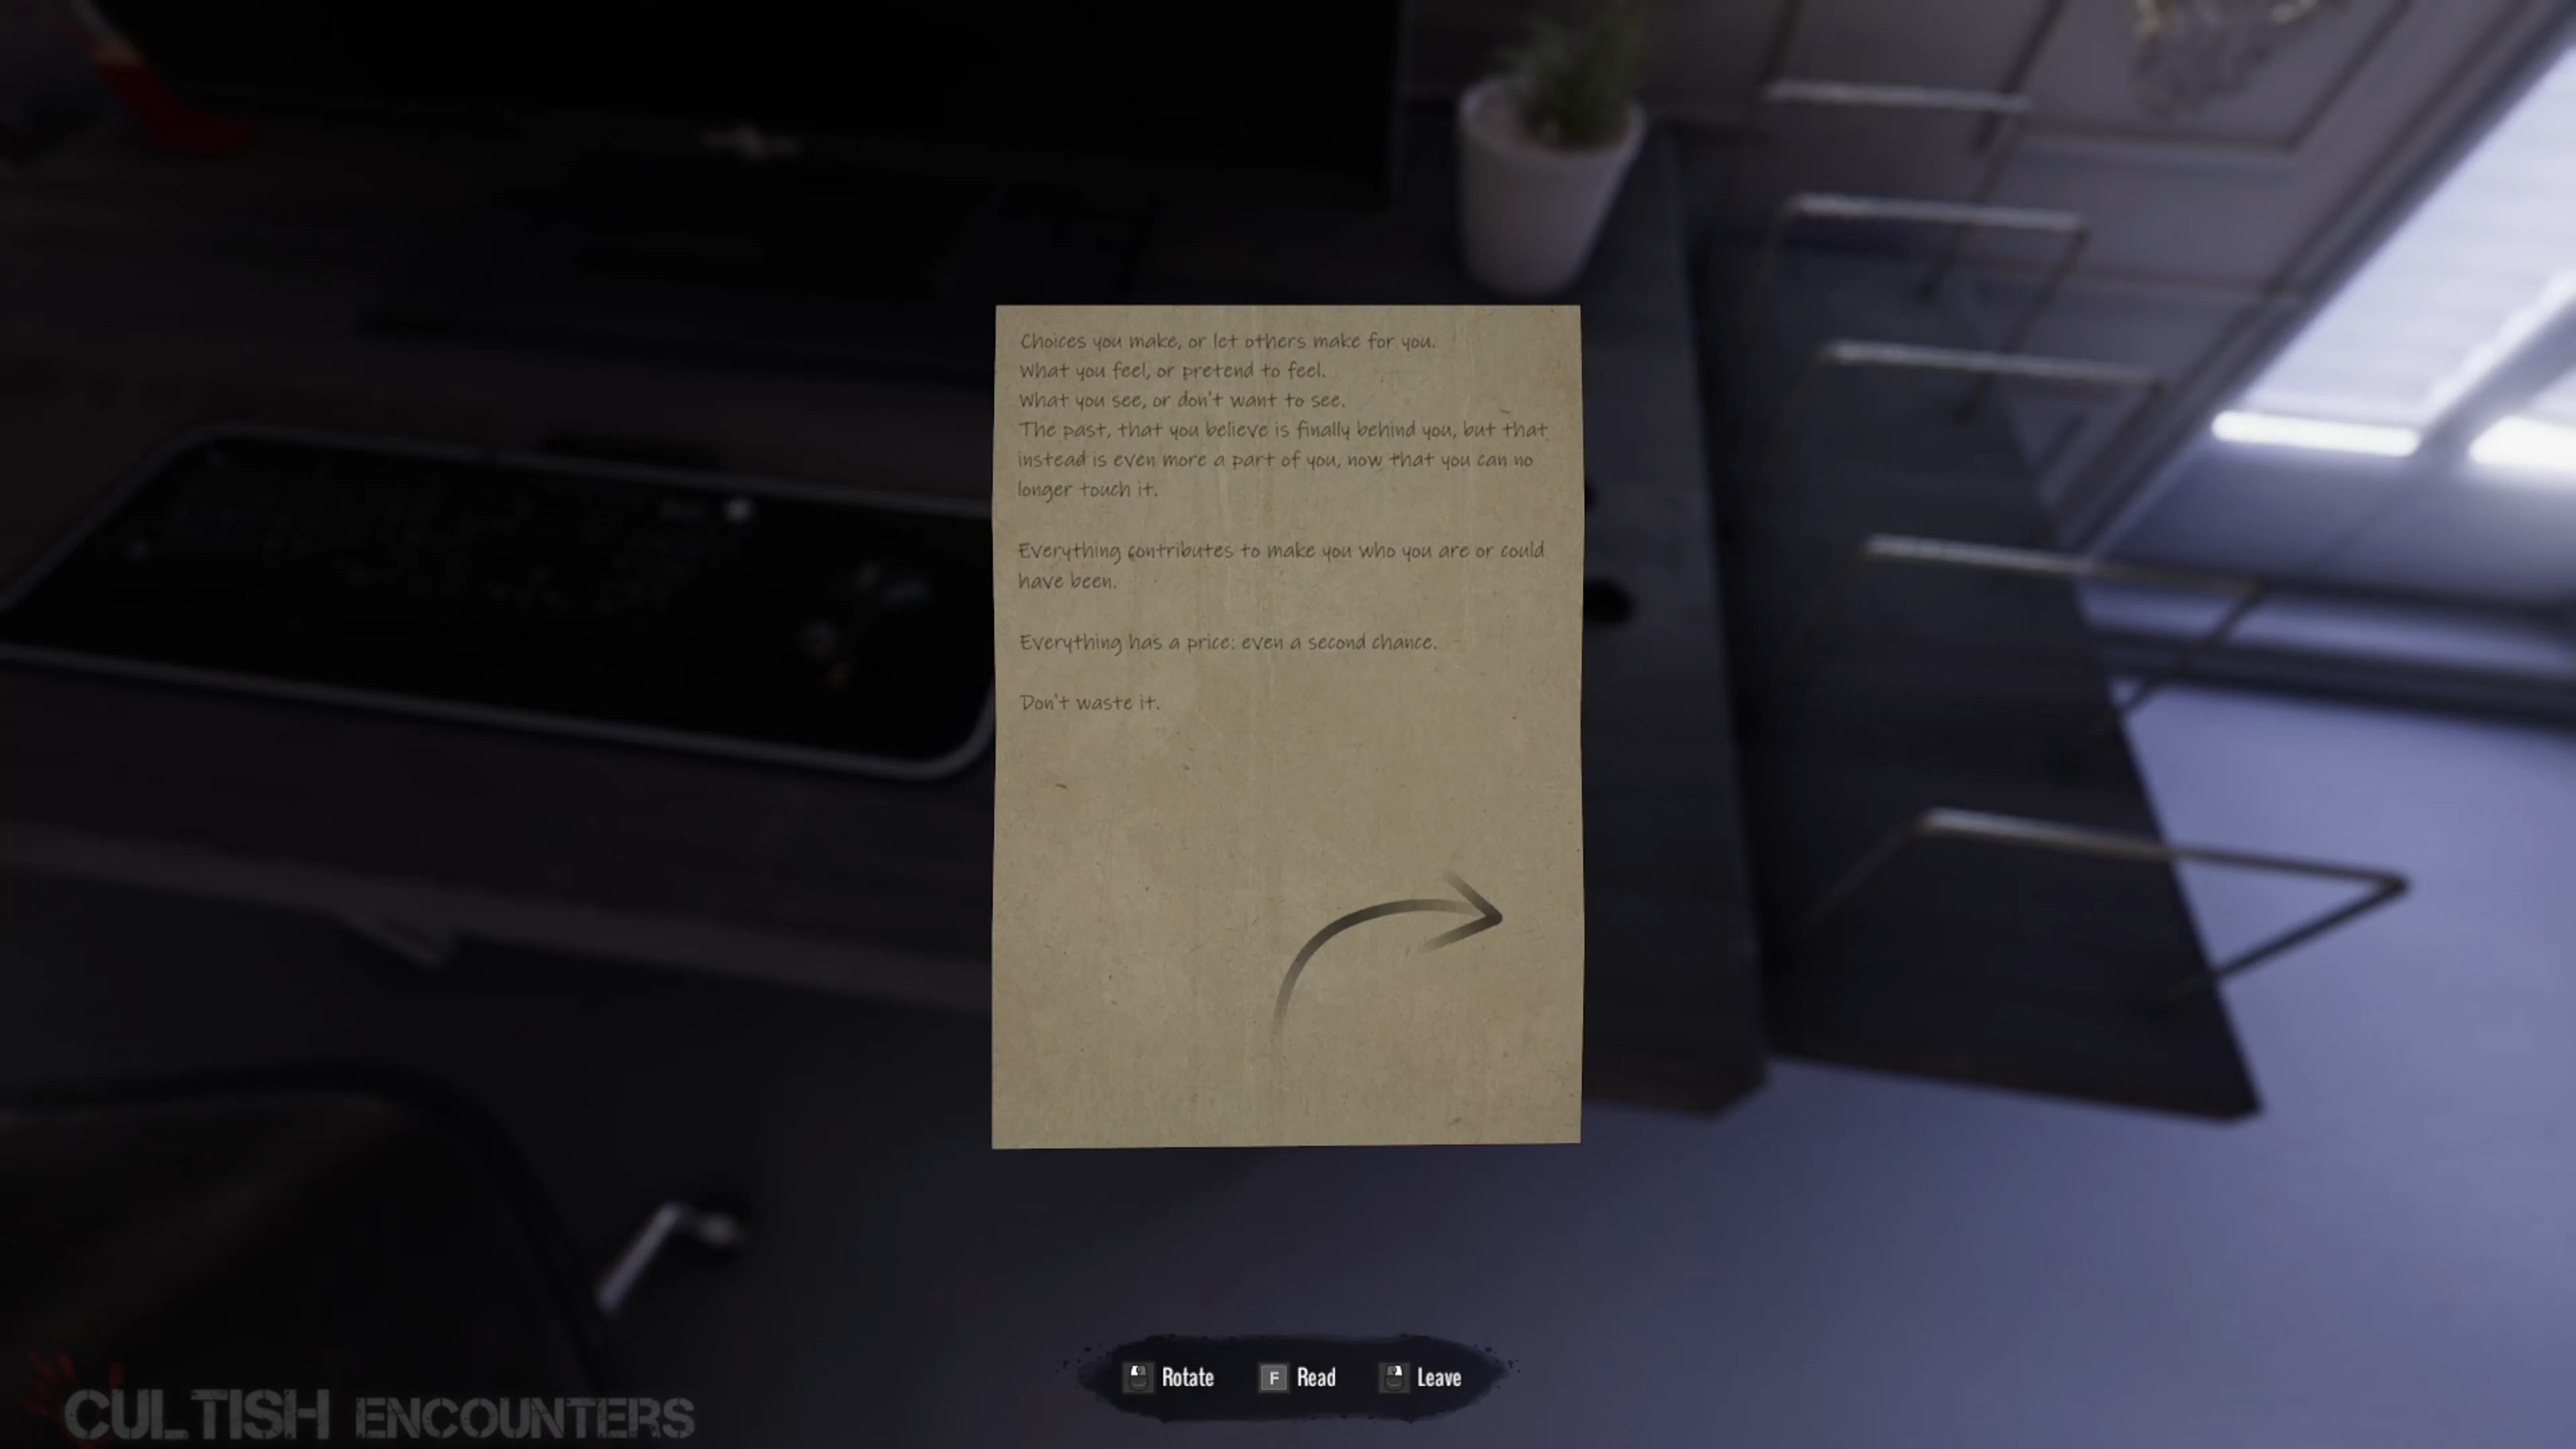 Choices you make, or let others make for you.
What you feel, or pretend to feel.
What you see, or don't want to see.
The past, that you believe is finally behind you, but that
instead is even more a part of you, now that you can no
longer touch it.
Everything contributes to make you who you are or could
have been.
Everything has a price: even a second chance.
Don't waste it.
Rotate F Read Leave
CULTISH ENCOUNTERS